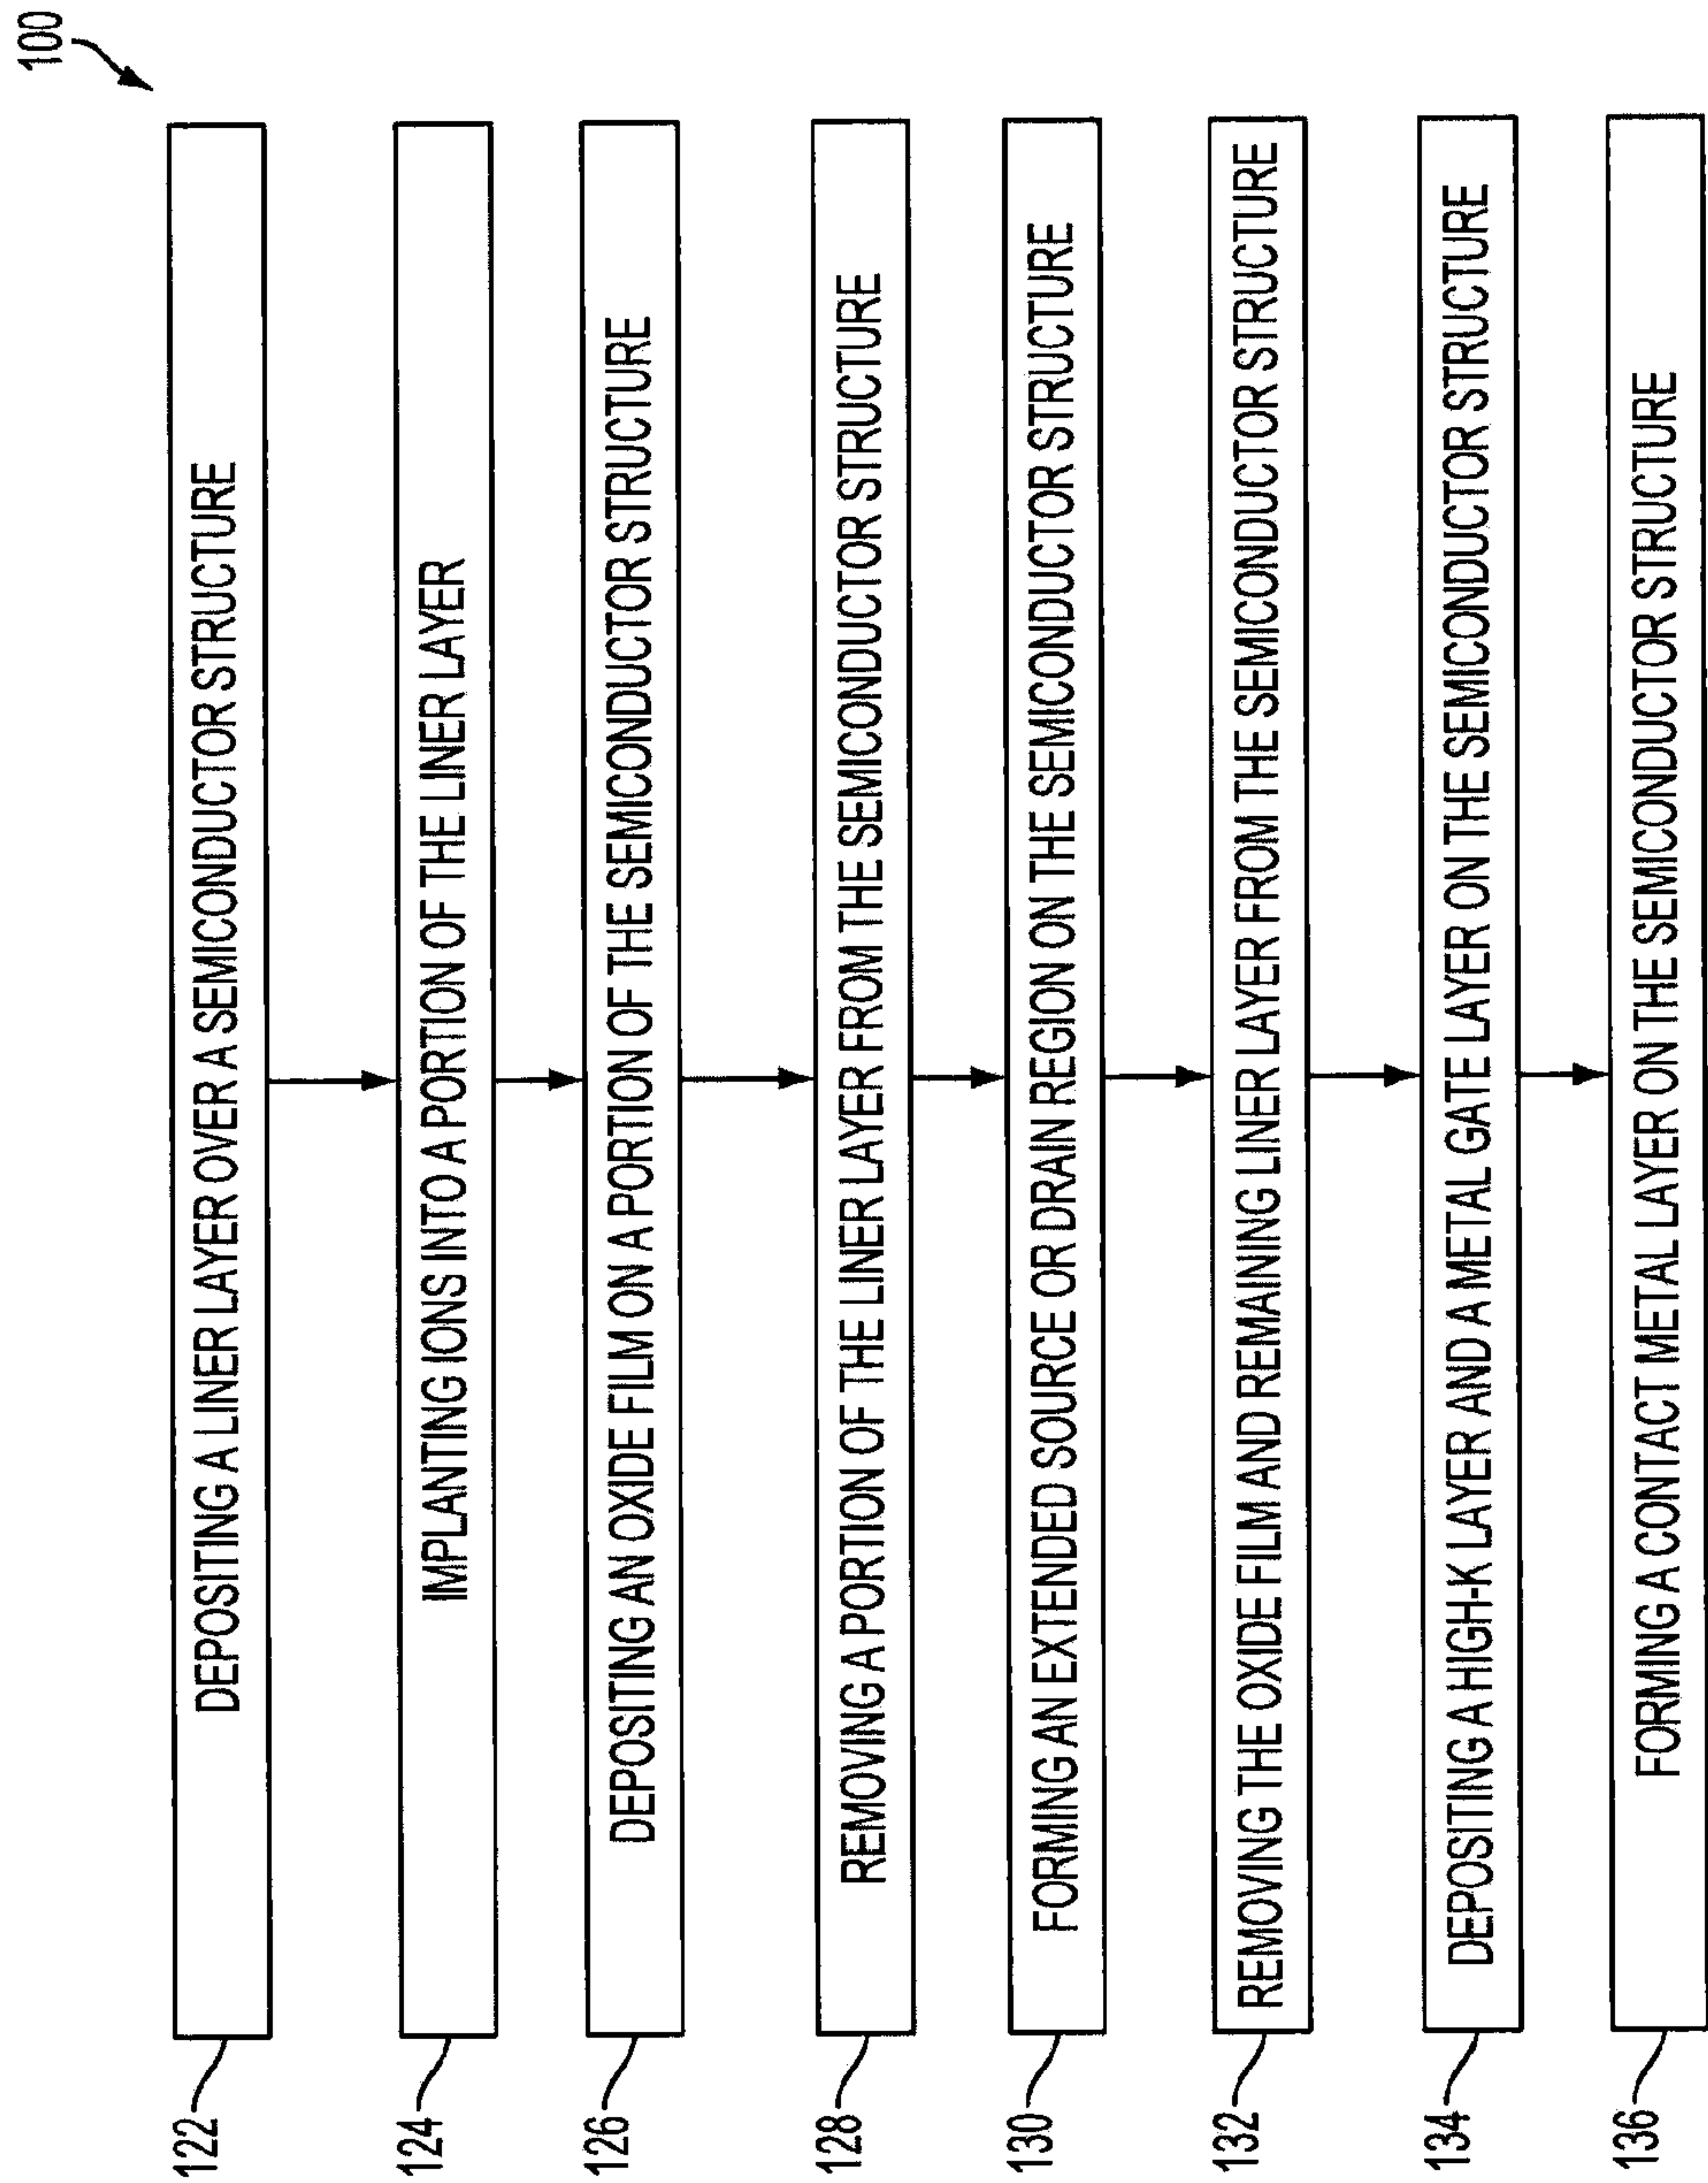 100
122
DEPOSITING A LINER LAYER OVER A SEMICONDUCTOR STRUCTURE
124
IMPLANTING IONS INTO A PORTION OF THE LINER LAYER
126
DEPOSITING AN OXIDE FILM ON A PORTION OF THE SEMICONDUCTOR STRUCTURE
128
REMOVING A PORTION OF THE LINER LAYER FROM THE SEMICONDUCTOR STRUCTURE
130
FORMING AN EXTENDED SOURCE OR DRAIN REGION ON THE SEMICONDUCTOR STRUCTURE
132
REMOVING THE OXIDE FILM AND REMAINING LINER LAYER FROM THE SEMICONDUCTOR STRUCTURE
134
DEPOSITING A HIGH-K LAYER AND A METAL GATE LAYER ON THE SEMICONDUCTOR STRUCTURE
136
FORMING A CONTACT METAL LAYER ON THE SEMICONDUCTOR STRUCTURE